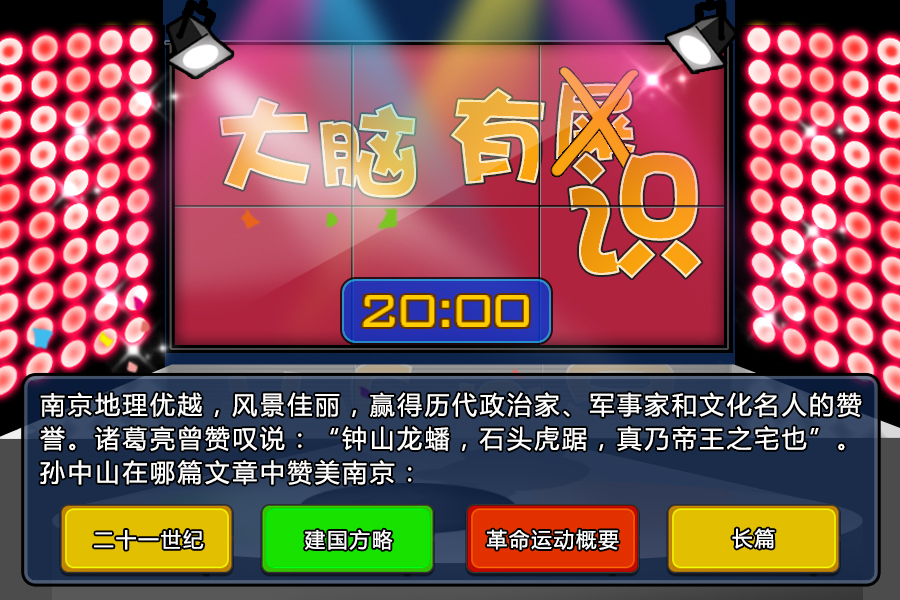 大脑有屎
识
20:00
南京地理优越，风景佳丽，赢得历代政治家、军事家和文化名人的赞
誉。诸葛亮曾赞叹说：“钟山龙蟠，石头虎踞，真乃帝王之宅也”。
孙中山在哪篇文章中赞美南京：
二十一世纪
建国方略
革命运动概要
长篇